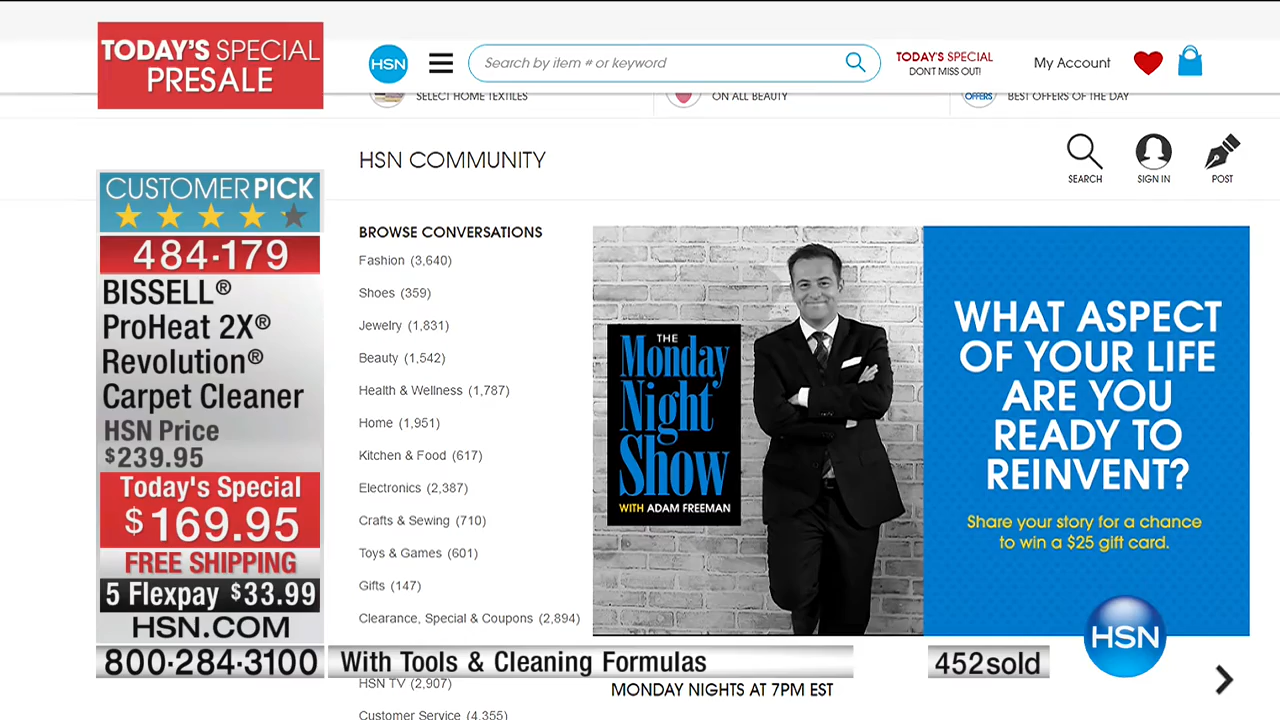 TODAY'S SPECIAL
PRESALE
HSN
Search by item # or keyword
TODAY'S SPECIAL
DON'T MISS OUT!
My Account
SELECT HOME TEXTILES
ON ALL BEAUTY
OFFERS
BEST OFFERS OF THE DAY
HSN COMMUNITY
SEARCH
SIGN IN
POST
CUSTOMER PICK
484·179
BISSELL®
ProHeat 2X®
Revolution®
Carpet Cleaner
HSN Price
$239.95
Today's Special
$169.95
FREE SHIPPING
5 Flexpay $33.99
HSN.COM
800·284·3100
BROWSE CONVERSATIONS
Fashion (3,640)
Shoes (359)
Jewelry (1,831)
Beauty (1,542)
Health & Wellness (1,787)
Home (1,951)
Kitchen & Food (617)
Electronics (2,387)
Crafts & Sewing (710)
Toys & Games (601)
Gifts (147)
Clearance, Special & Coupons (2,894)
With Tools & Cleaning Formulas
HSN TV (2,907)
Customer Service (4,355)
THE
Monday
Night
Show
WITH ADAM FREEMAN
WHAT ASPECT
OF YOUR LIFE
ARE YOU
READY TO
REINVENT?
Share your story for a chance
to win a $25 gift card.
HSN
452 sold
MONDAY NIGHTS AT 7PM EST